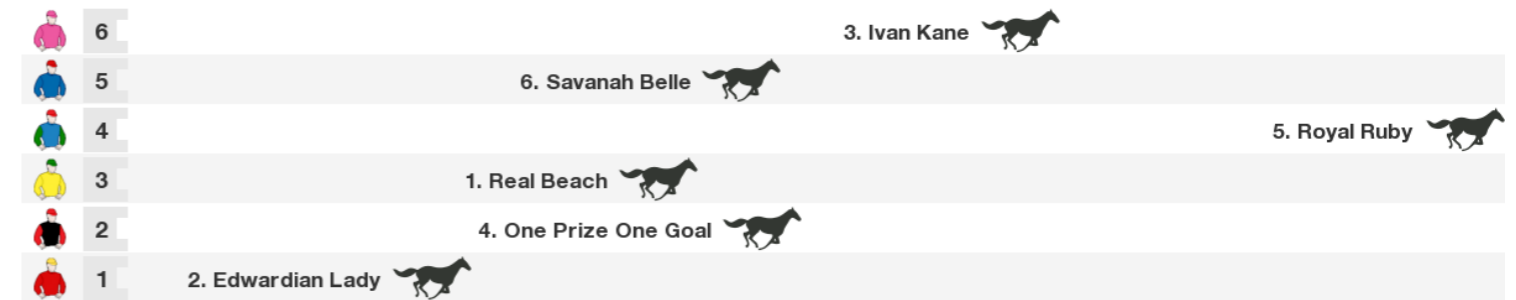 6 3. Ivan Kane
5 6. Savanah Belle
4 5. Royal Ruby
3 1. Real Beach
2 4. One Prize One Goal
1 2. Edwardian Lady